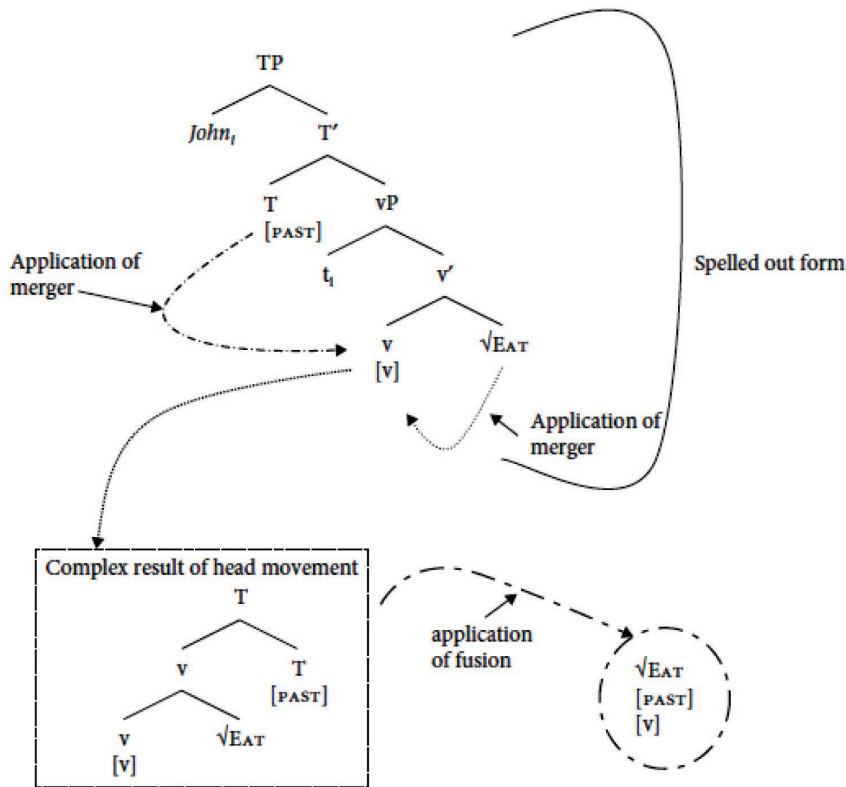 TP
John₁ T′
T vP
[PAST]
Application of
merger
t₁ v′
Spelled out form
v √EAT
[v]
Application of
merger
Complex result of head movement
T
v T
[PAST]
v √EAT
[v]
application
of fusion
√EAT
[PAST]
[v]